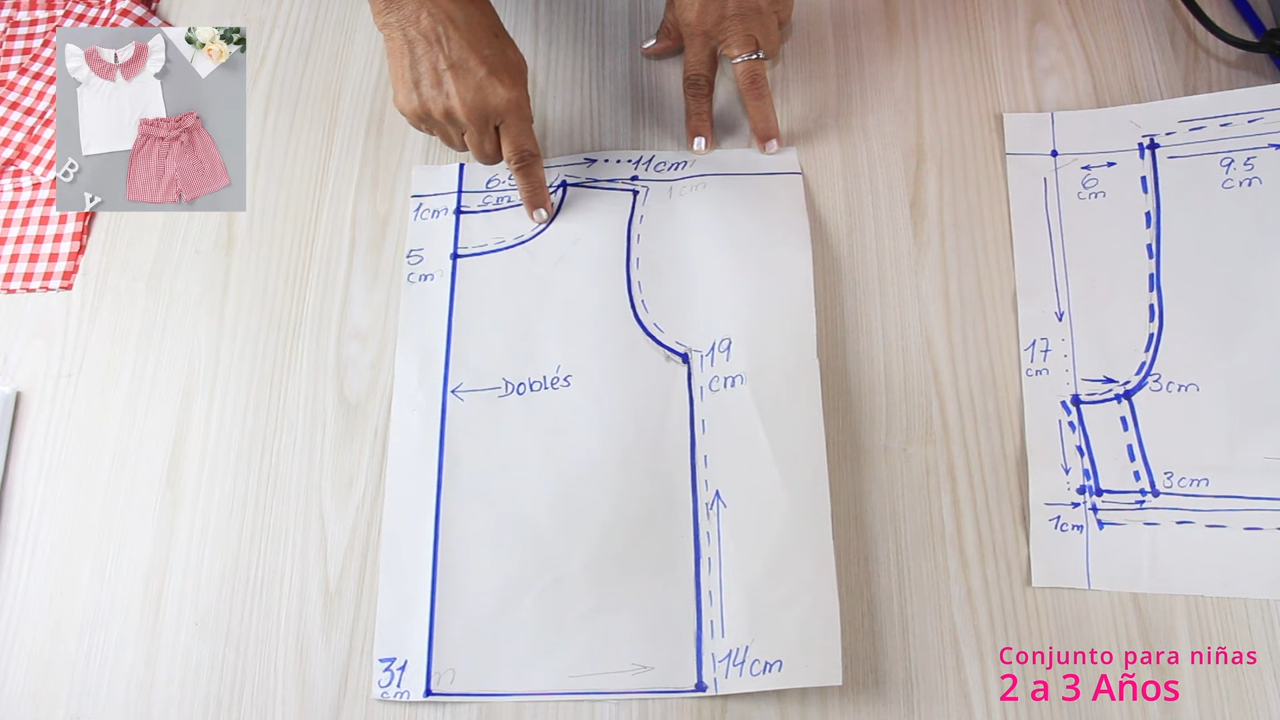 B
Y
11cm
6.5
cm
1cm
1cm
5
cm
19
cm
Doblés
31
cm
14cm
6
cm
9.5
cm
17
cm
3cm
3cm
1cm
Conjunto para niñas
2 a 3 Años